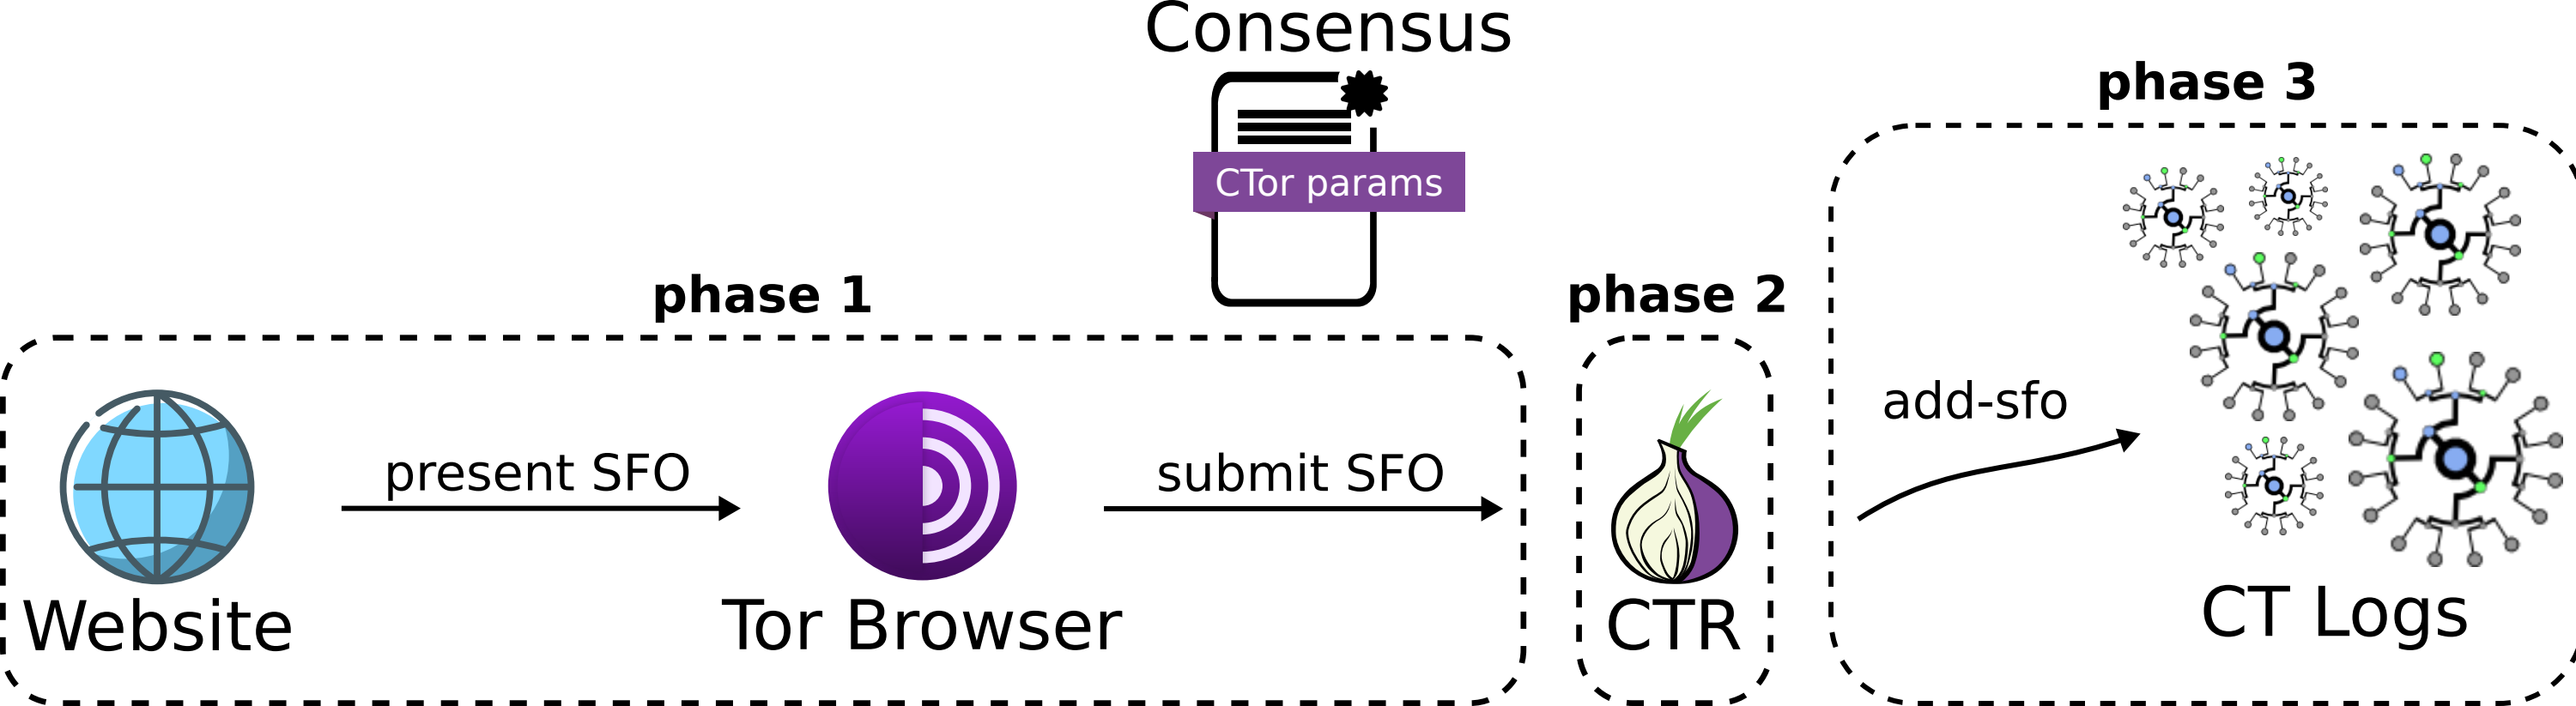 Consensus
CTor params
phase 1
phase 2
phase 3
present SFO
submit SFO
add-sfo
Website
Tor Browser
CTR
CT Logs